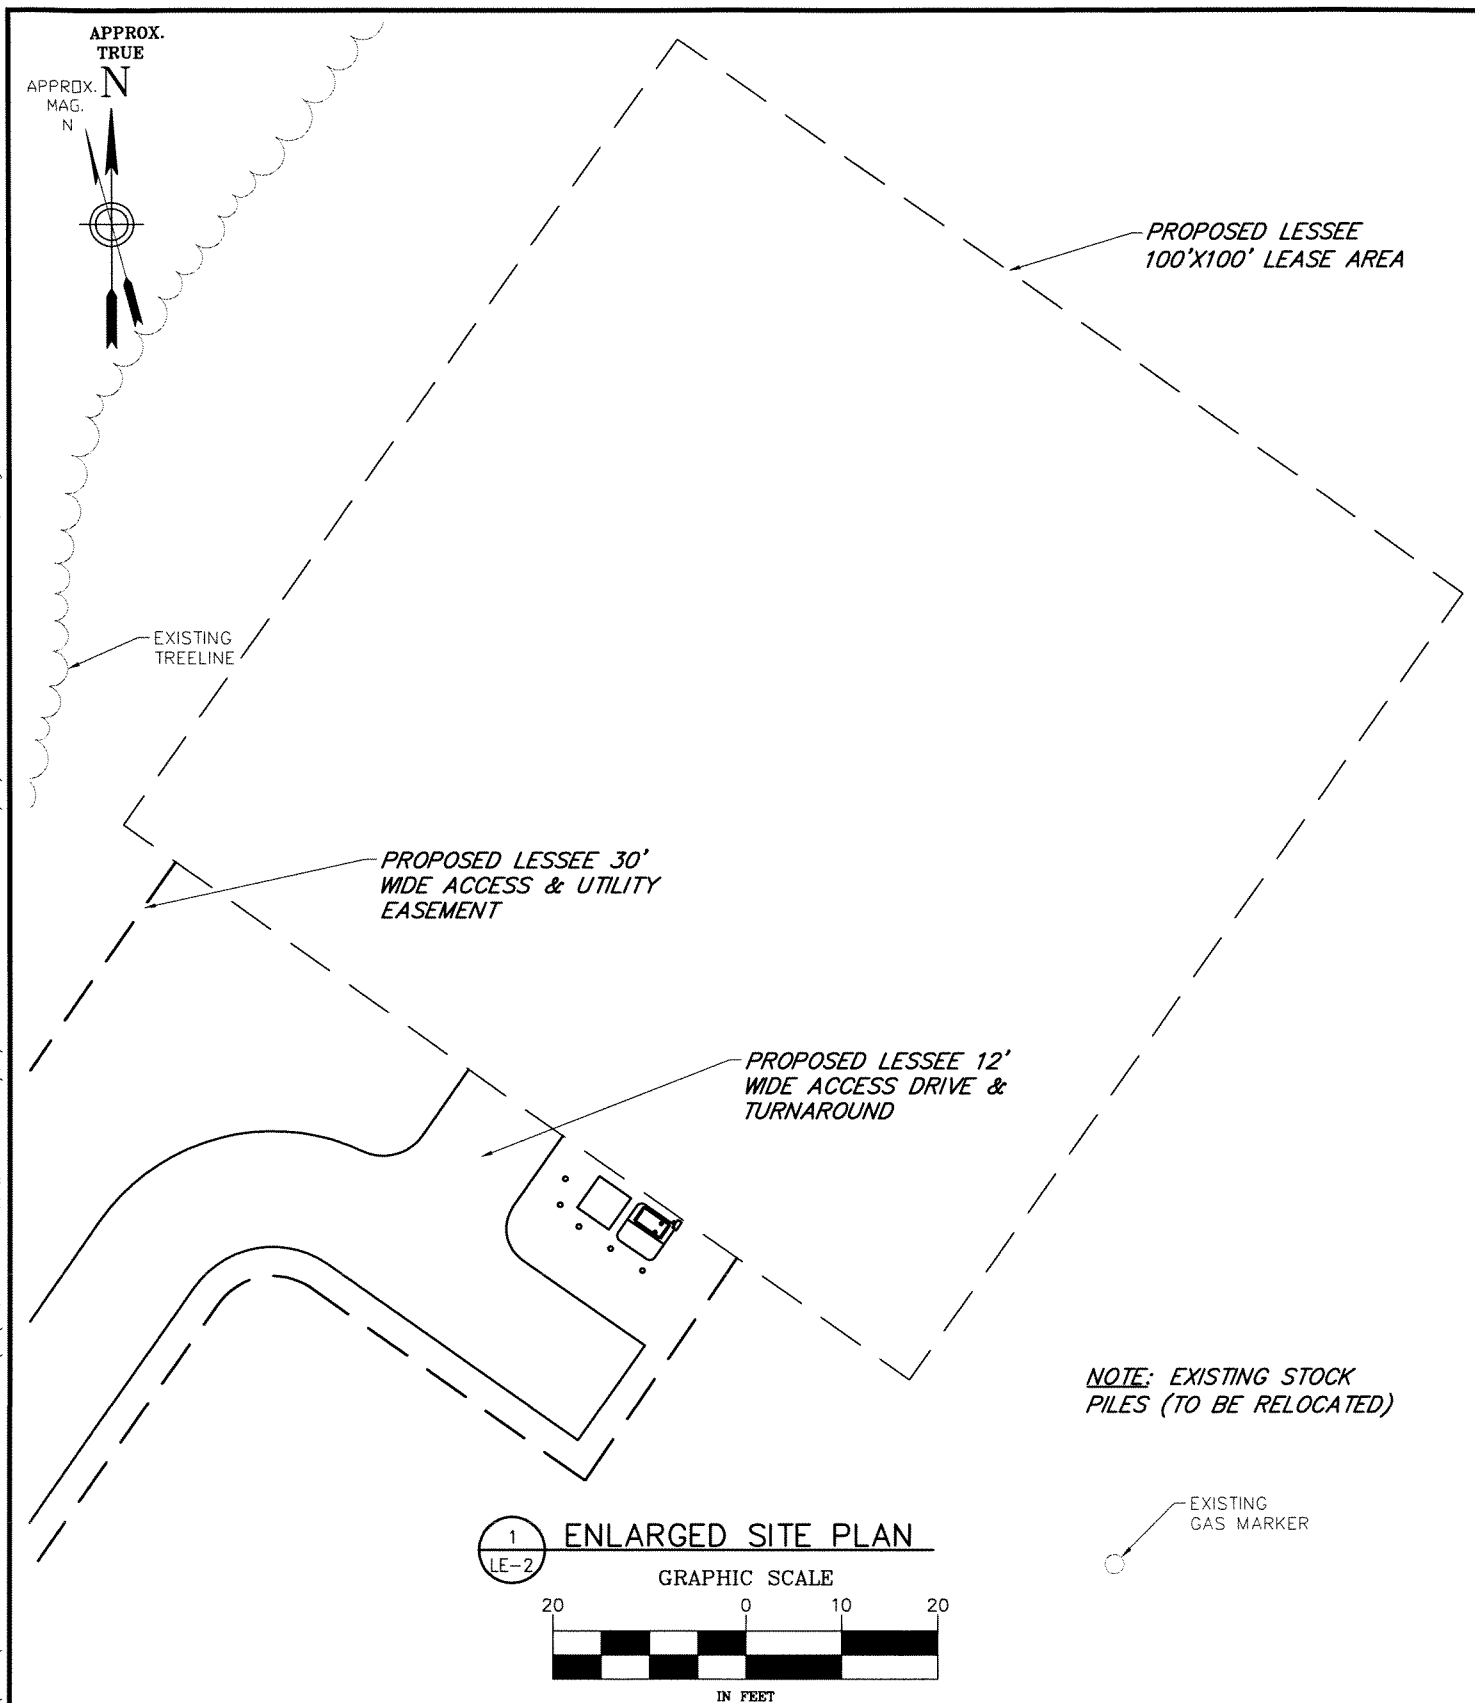 APPROX.
TRUE
N
APPROX.
MAG.
N
PROPOSED LESSEE
100'X100' LEASE AREA
EXISTING
TREELINE
PROPOSED LESSEE 30'
WIDE ACCESS & UTILITY
EASEMENT
PROPOSED LESSEE 12'
WIDE ACCESS DRIVE &
TURNAROUND
NOTE: EXISTING STOCK
PILES (TO BE RELOCATED)
EXISTING
GAS MARKER
1
LE-2
ENLARGED SITE PLAN
GRAPHIC SCALE
20 0 10 20
IN FEET